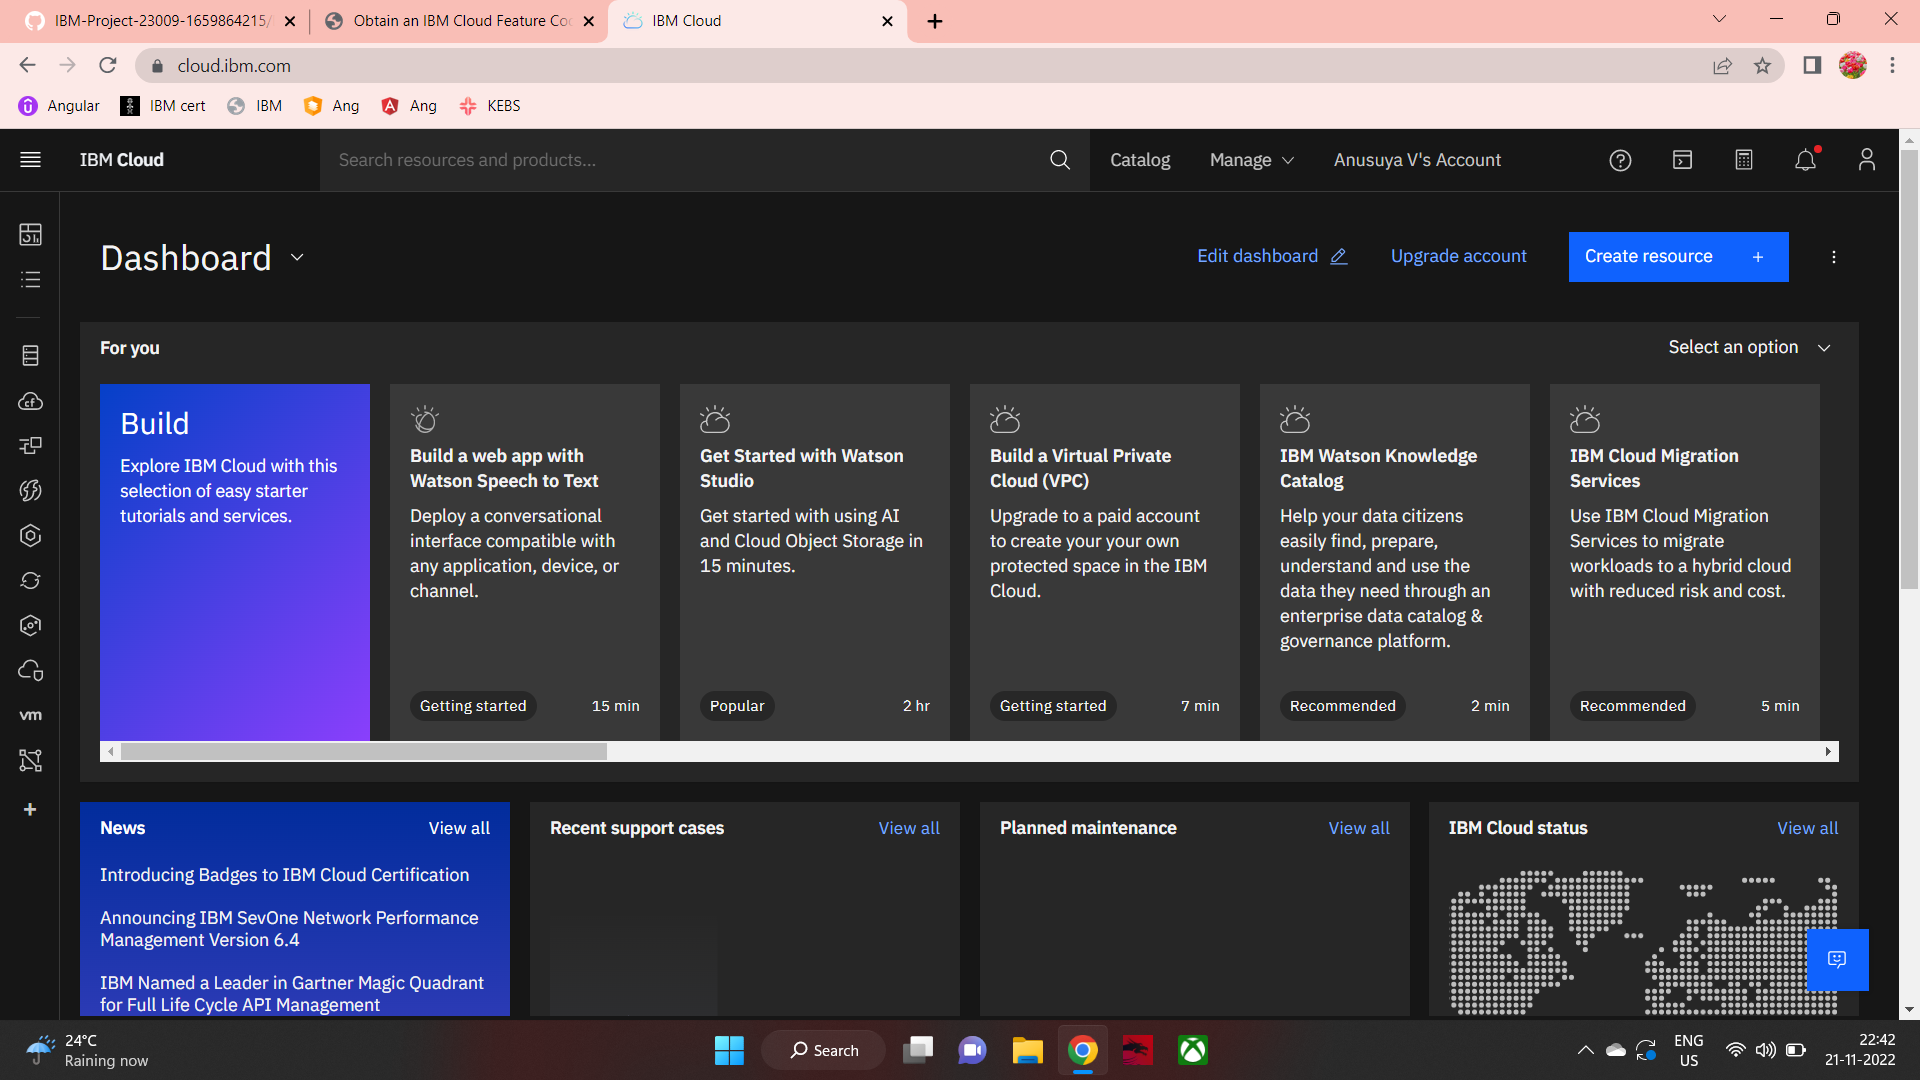 IBM-Project-23009-1659864215/
Obtain an IBM Cloud Feature Co
IBM Cloud
cloud.ibm.com
Angular
IBM cert
IBM
Ang
Ang
KEBS
IBM Cloud
Search resources and products...
Catalog
Manage
Anusuya V's Account
Dashboard
Edit dashboard
Upgrade account
Create resource +
For you
Select an option
Build
Explore IBM Cloud with this
selection of easy starter
tutorials and services.
Build a web app with
Watson Speech to Text
Deploy a conversational
interface compatible with
any application, device, or
channel.
Getting started
15 min
Get Started with Watson
Studio
Get started with using AI
and Cloud Object Storage in
15 minutes.
Popular
2 hr
Build a Virtual Private
Cloud (VPC)
Upgrade to a paid account
to create your your own
protected space in the IBM
Cloud.
Getting started
7 min
IBM Watson Knowledge
Catalog
Help your data citizens
easily find, prepare,
understand and use the
data they need through an
enterprise data catalog &
governance platform.
Recommended
2 min
IBM Cloud Migration
Services
Use IBM Cloud Migration
Services to migrate
workloads to a hybrid cloud
with reduced risk and cost.
Recommended
5 min
cf
vm
News
View all
Introducing Badges to IBM Cloud Certification
Announcing IBM SevOne Network Performance
Management Version 6.4
IBM Named a Leader in Gartner Magic Quadrant
for Full Life Cycle API Management
Recent support cases
View all
Planned maintenance
View all
IBM Cloud status
View all
24°C
Raining now
Search
ENG
US
22:42
21-11-2022